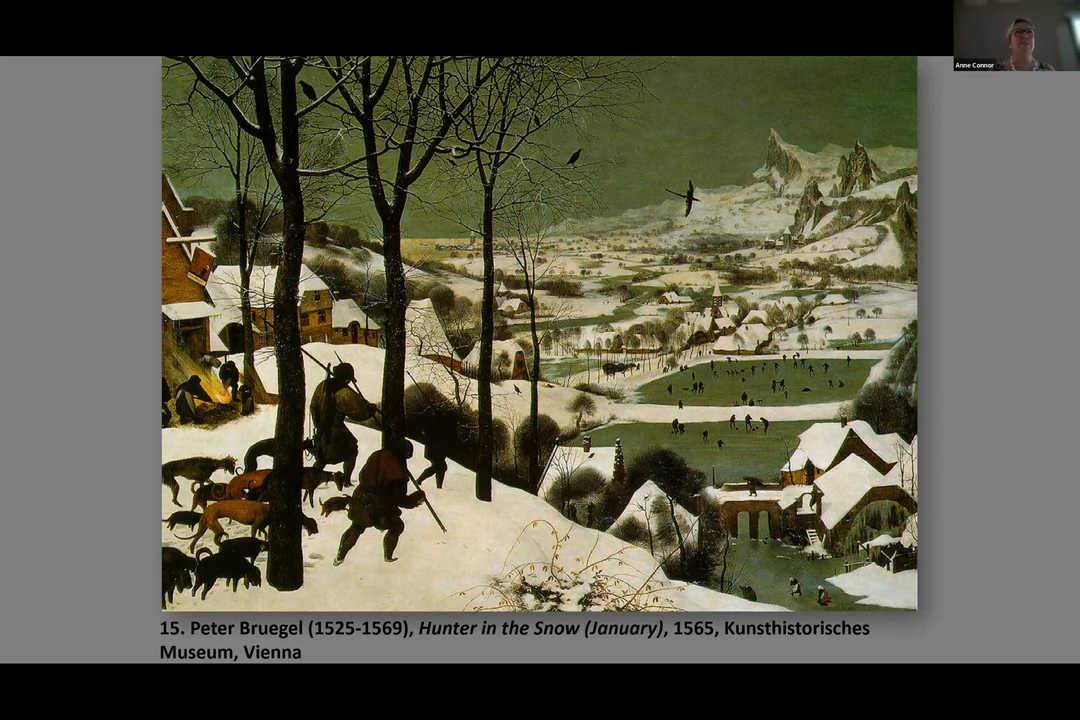 Anne Connor
15. Peter Bruegel (1525-1569), Hunter in the Snow (January), 1565, Kunsthistorisches
Museum, Vienna